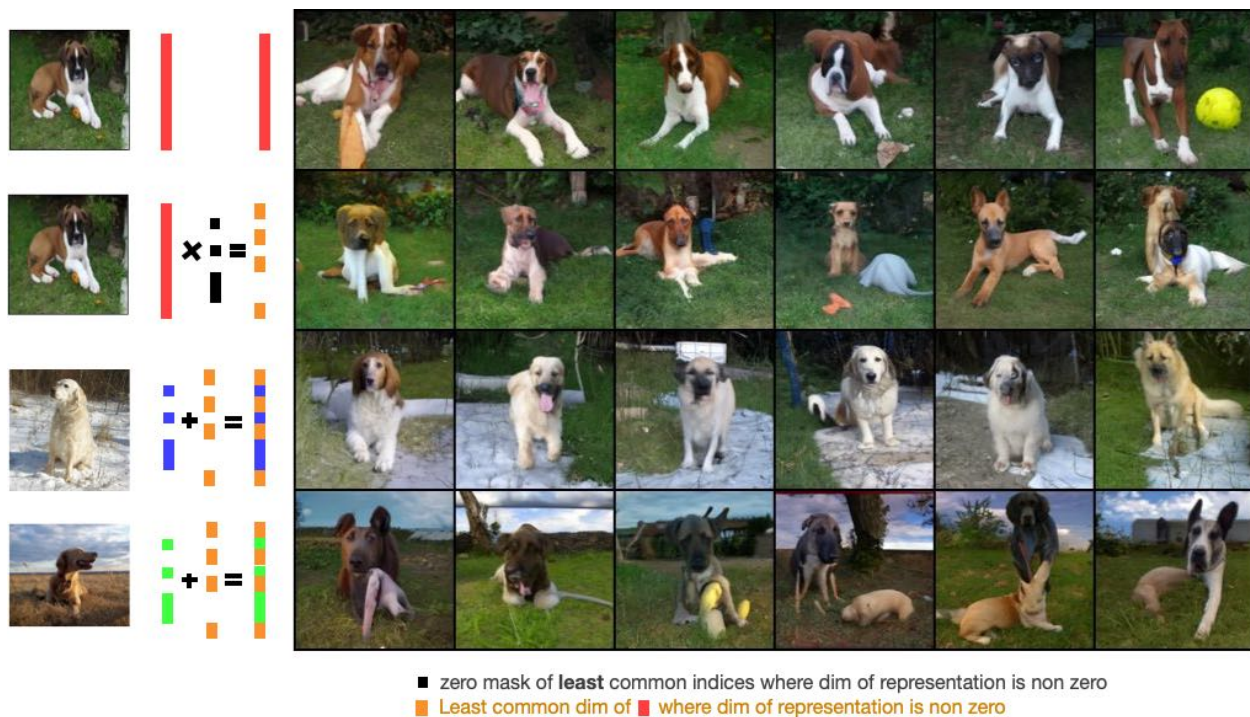 × =
+ =
+ =
zero mask of least common indices where dim of representation is non zero
Least common dim of where dim of representation is non zero